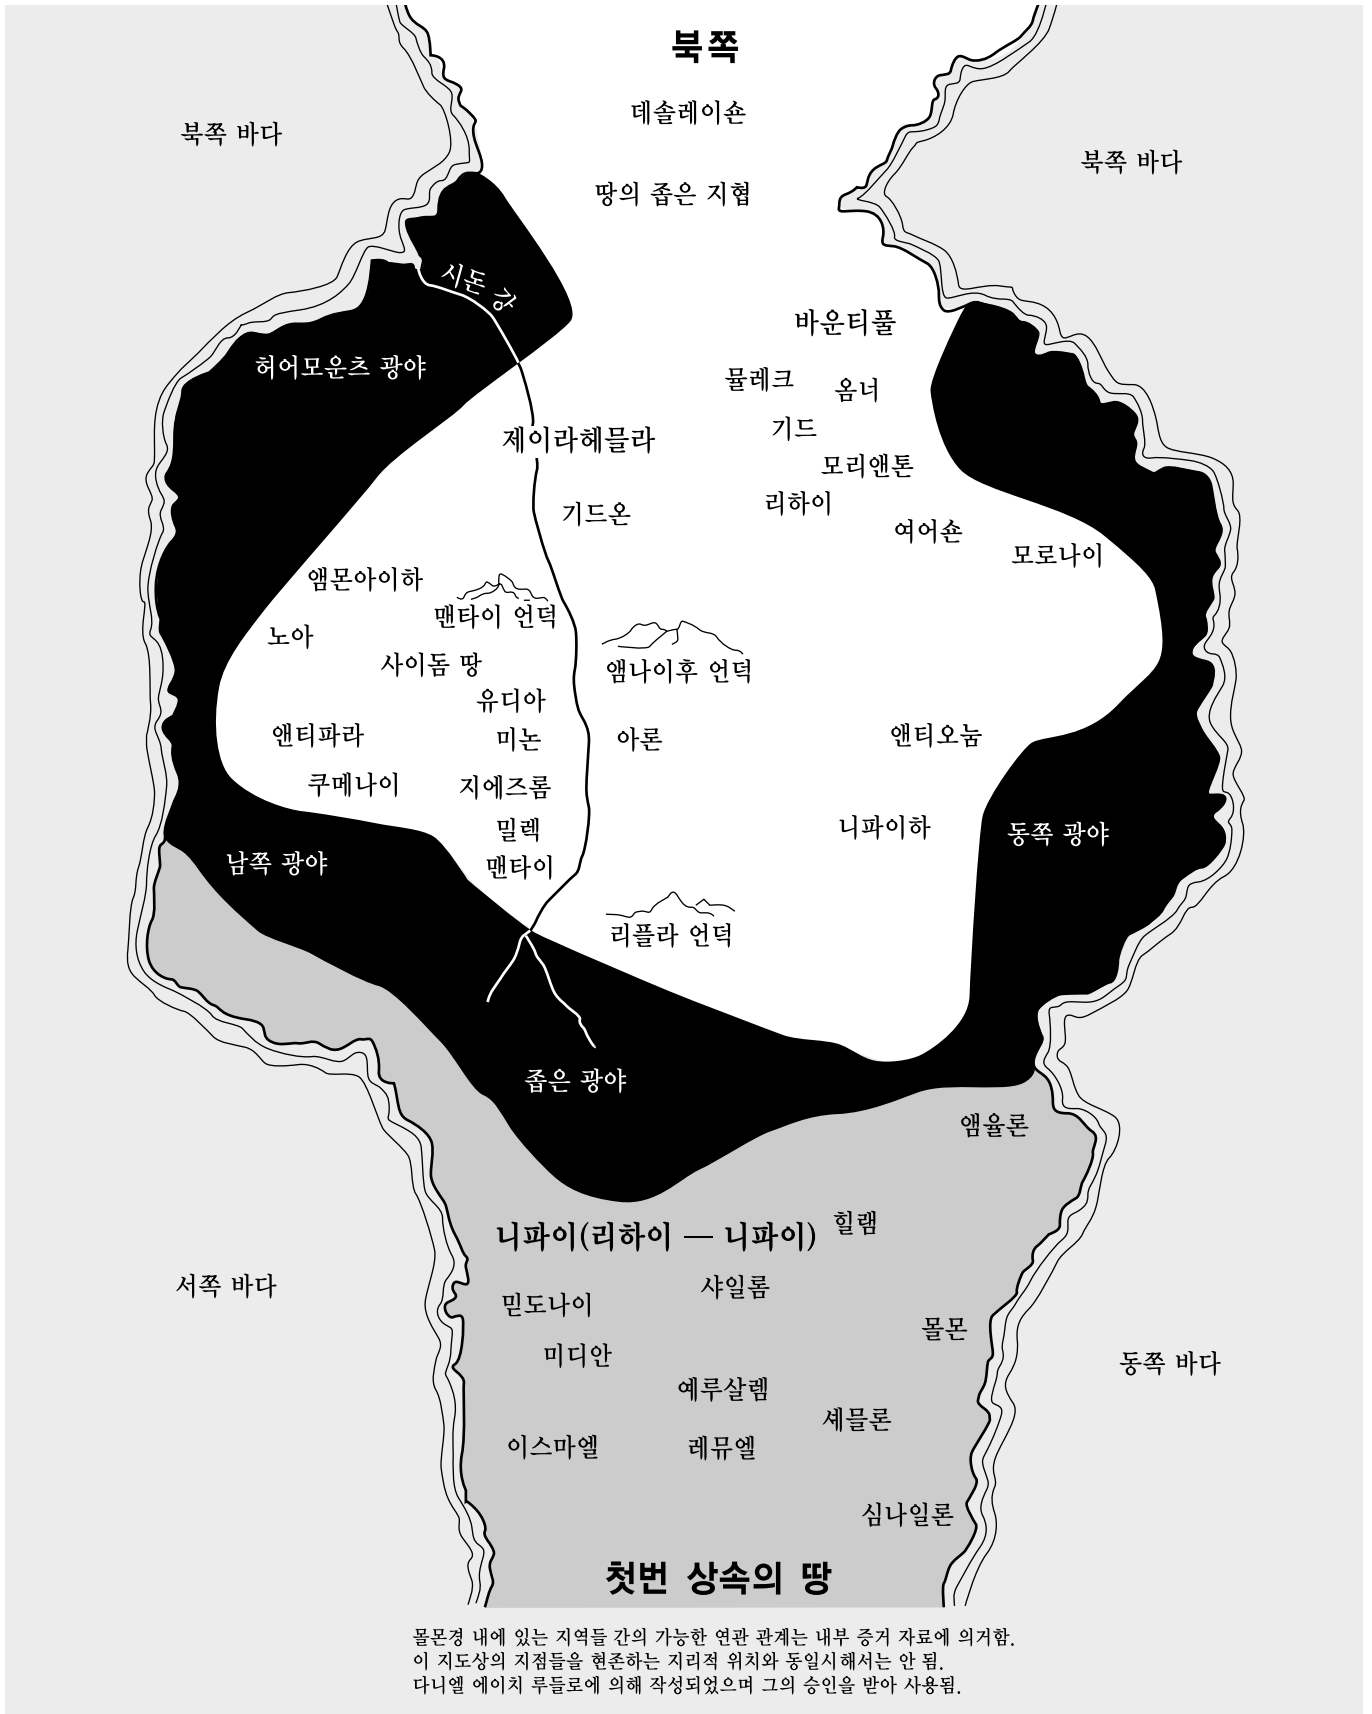 북쪽
데솔레이숀
북쪽 바다
북쪽 바다
땅의 좁은 지협
시돈 강
바운티풀
허어모운츠 광야
뮬레크
옴너
기드
제이라헤믈라
모리앤톤
리하이
기드온
여어숀
모로나이
앰몬아이하
맨타이 언덕
노아
사이돔 땅
앰나이후 언덕
유디아
앤티파라
미논
아론
앤티오눔
쿠메나이
지에즈롬
밀렉
니파이하
동쪽 광야
남쪽 광야
맨타이
리플라 언덕
좁은 광야
앰율론
니파이(리하이 — 니파이)
힐램
서쪽 바다
샤일롬
믿도나이
몰몬
미디안
동쪽 바다
예루살렘
세믈론
이스마엘
레뮤엘
심나일론
첫번 상속의 땅
몰몬경 내에 있는 지역들 간의 가능한 연관 관계는 내부 증거 자료에 의거함.
이 지도상의 지점들을 현존하는 지리적 위치와 동일시해서는 안 됨.
다니엘 에이치 루들로에 의해 작성되었으며 그의 승인을 받아 사용됨.